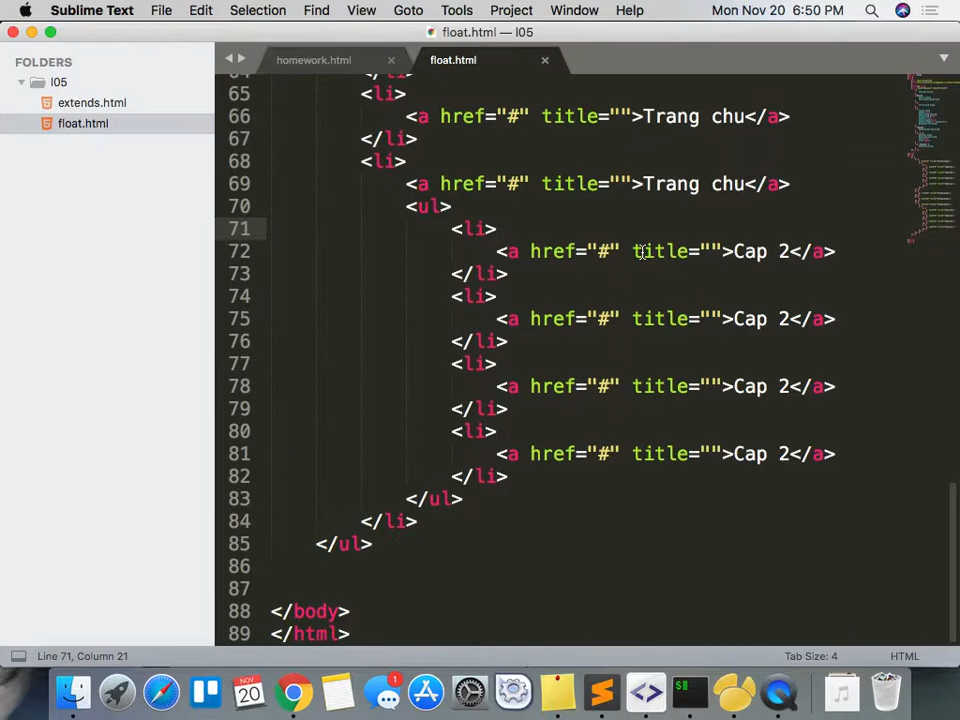 Sublime Text File Edit Selection Find View Goto Tools Project Window Help Mon Nov 20 6:50 PM
float.html — l05
FOLDERS
l05
extends.html
float.html
homework.html × float.html ×
64 </li>
65 <li>
66 <a href="#" title="">Trang chu</a>
67 </li>
68 <li>
69 <a href="#" title="">Trang chu</a>
70 <ul>
71 <li>
72 <a href="#" title="">Cap 2</a>
73 </li>
74 <li>
75 <a href="#" title="">Cap 2</a>
76 </li>
77 <li>
78 <a href="#" title="">Cap 2</a>
79 </li>
80 <li>
81 <a href="#" title="">Cap 2</a>
82 </li>
83 </ul>
84 </li>
85 </ul>
86
87
88 </body>
89 </html>
Line 71, Column 21 Tab Size: 4 HTML
NOV
20
1
$